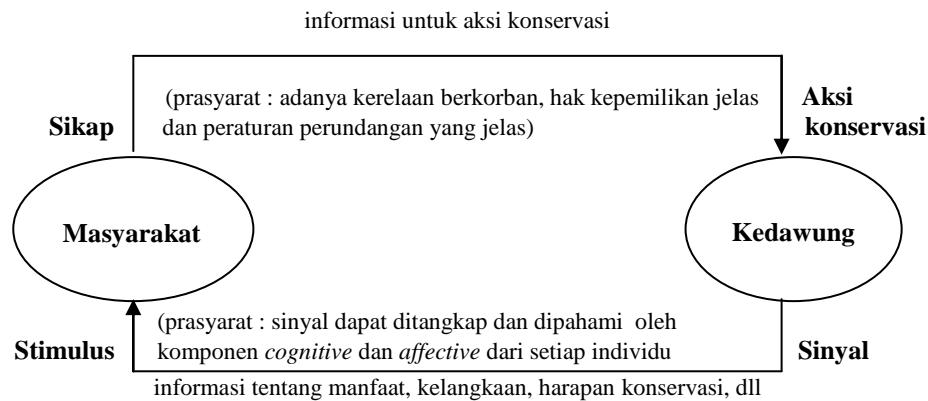 informasi untuk aksi konservasi
(prasyarat : adanya kerelaan berkorban, hak kepemilikan jelas
dan peraturan perundangan yang jelas)
Sikap
Aksi
konservasi
Masyarakat
Kedawung
(prasyarat : sinyal dapat ditangkap dan dipahami oleh
komponen cognitive dan affective dari setiap individu
Stimulus
Sinyal
informasi tentang manfaat, kelangkaan, harapan konservasi, dll